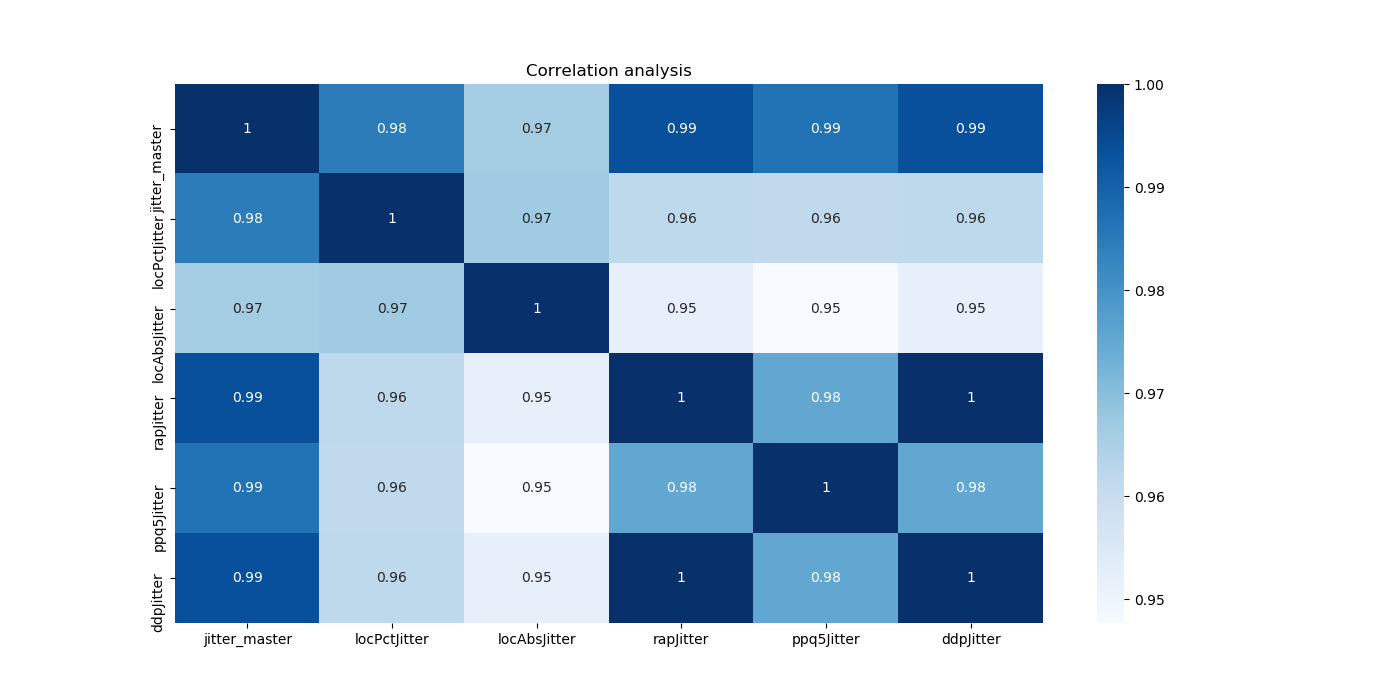 Correlation analysis
jitter_master 1 0.98 0.97 0.99 0.99 0.99
locPctJitter 0.98 1 0.97 0.96 0.96 0.96
locAbsJitter 0.97 0.97 1 0.95 0.95 0.95
rapJitter 0.99 0.96 0.95 1 0.98 1
ppq5Jitter 0.99 0.96 0.95 0.98 1 0.98
ddpJitter 0.99 0.96 0.95 1 0.98 1
jitter_master locPctJitter locAbsJitter rapJitter ppq5Jitter ddpJitter
1.00
0.99
0.98
0.97
0.96
0.95